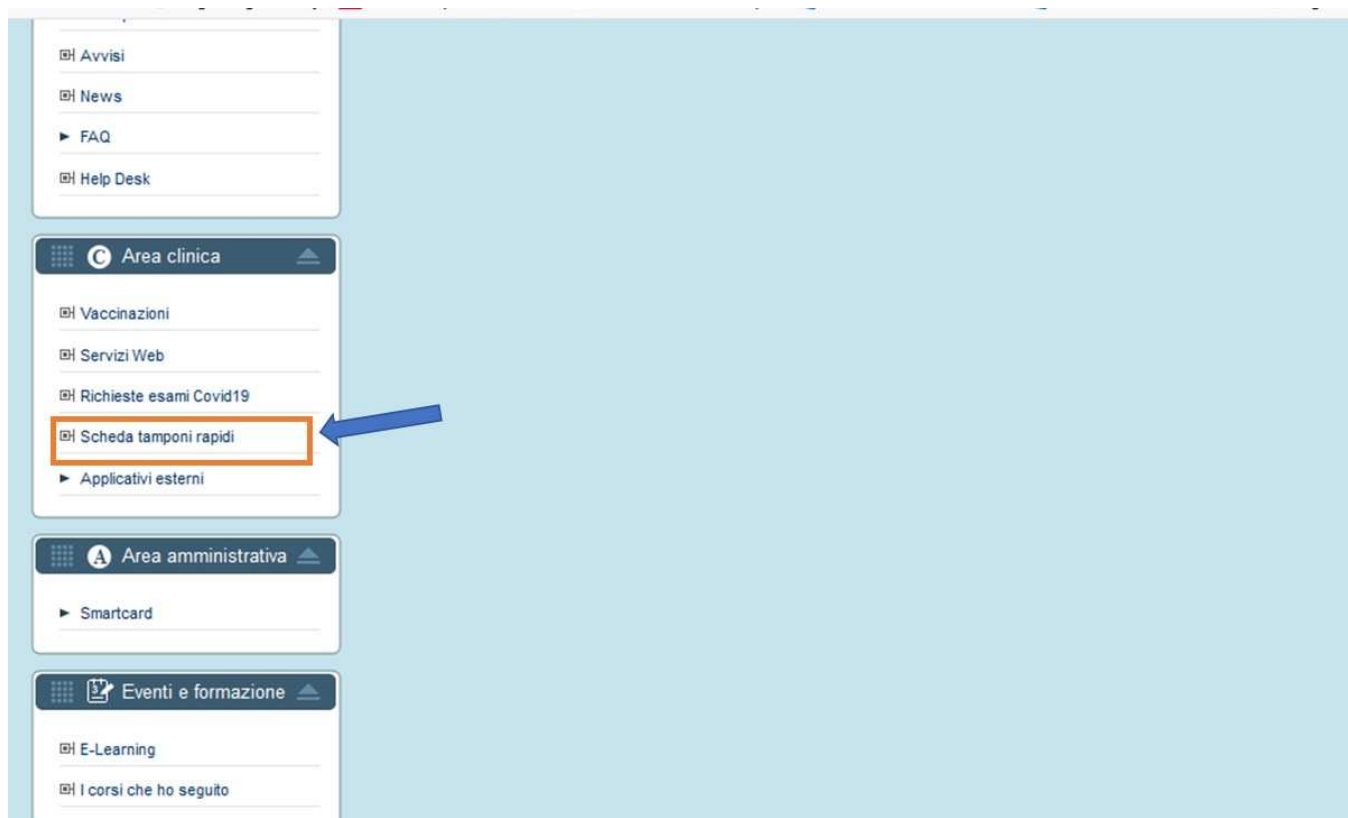 Avvisi
News
FAQ
Help Desk
C Area clinica
Vaccinazioni
Servizi Web
Richieste esami Covid19
Scheda tamponi rapidi
Applicativi esterni
A Area amministrativa
Smartcard
Eventi e formazione
E-Learning
I corsi che ho seguito